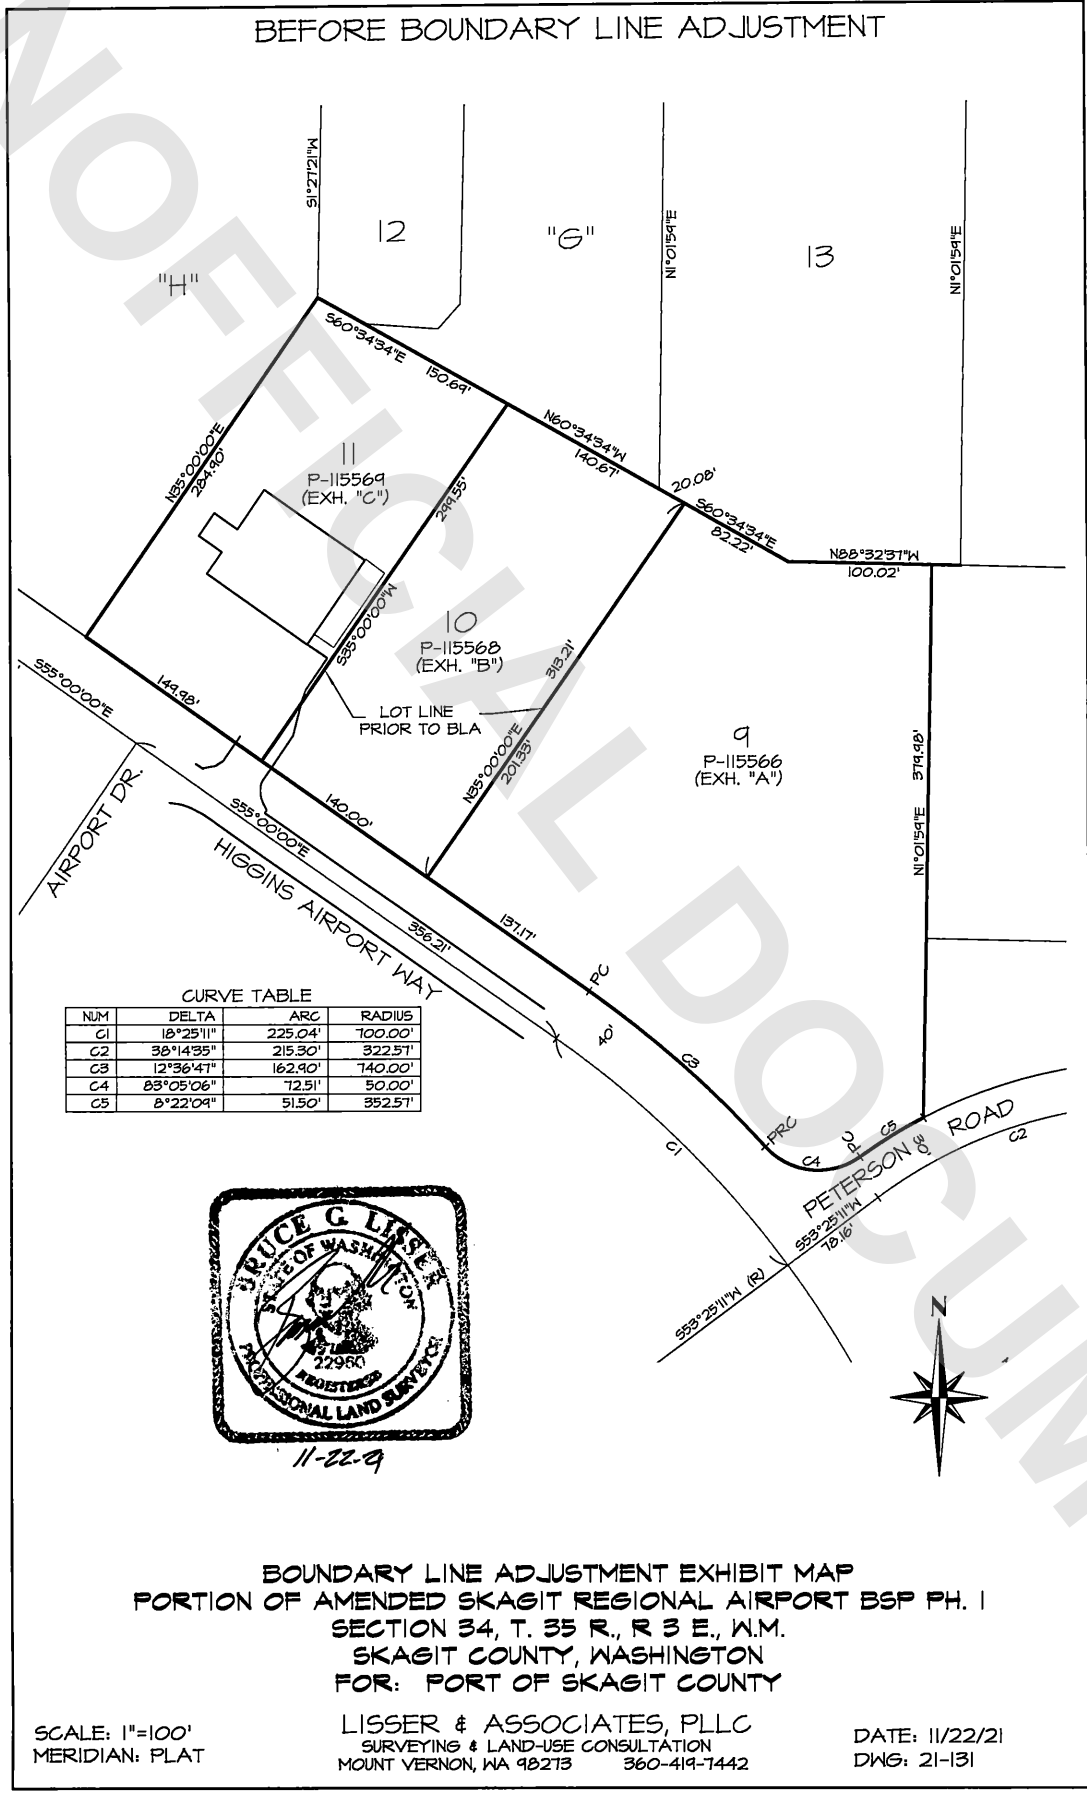 BEFORE BOUNDARY LINE ADJUSTMENT
UNOFFICIAL DOCUM
S1°27'21"W
12
"G"
N1°01'59"E
13
N1°01'59"E
"H"
S60°34'34"E
150.69'
N60°34'34"W
140.67'
20.08'
S60°34'34"E
82.22'
N88°32'37"W
100.02'
N35°00'00"E
284.90'
11
P-115569
(EXH. "C")
299.55'
S35°00'00"W
10
P-115568
(EXH. "B")
313.21'
LOT LINE
PRIOR TO BLA
N35°00'00"E
201.33'
9
P-115566
(EXH. "A")
379.98'
N1°01'59"E
S55°00'00"E
149.98'
AIRPORT DR.
S55°00'00"E
140.00'
HIGGINS AIRPORT WAY
356.21'
137.17'
PC
40'
C3
PRC
C4
PC
C5
30'
PETERSON ROAD
C2
C1
S53°25'11"W
78.16'
S53°25'11"W (R)
CURVE TABLE
NUM DELTA ARC RADIUS
C1 18°25'11" 225.04' 700.00'
C2 38°14'35" 215.30' 322.57'
C3 12°36'47" 162.90' 740.00'
C4 83°05'06" 72.51' 50.00'
C5 8°22'09" 51.50' 352.57'
BRUCE G. LISSER
STATE OF WASHINGTON
22960
REGISTERED
PROFESSIONAL LAND SURVEYOR
11-22-21
N
BOUNDARY LINE ADJUSTMENT EXHIBIT MAP
PORTION OF AMENDED SKAGIT REGIONAL AIRPORT BSP PH. 1
SECTION 34, T. 35 R., R 3 E., W.M.
SKAGIT COUNTY, WASHINGTON
FOR: PORT OF SKAGIT COUNTY
SCALE: 1"=100'
MERIDIAN: PLAT
LISSER & ASSOCIATES, PLLC
SURVEYING & LAND-USE CONSULTATION
MOUNT VERNON, WA 98273 360-419-7442
DATE: 11/22/21
DWG: 21-131